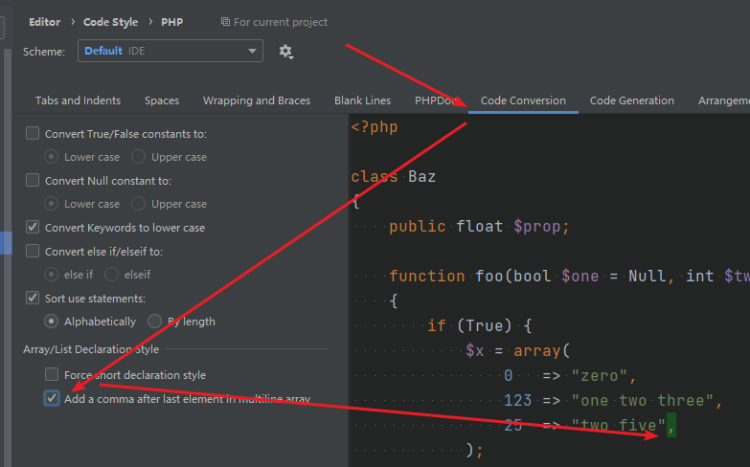 Editor › Code Style › PHP For current project
Scheme: Default IDE
Tabs and Indents Spaces Wrapping and Braces Blank Lines PHPDoc Code Conversion Code Generation Arrangeme
Convert True/False constants to:
Lower case Upper case
Convert Null constant to:
Lower case Upper case
Convert Keywords to lower case
Convert else if/elseif to:
else if elseif
Sort use statements:
Alphabetically By length
Array/List Declaration Style
Force short declaration style
Add a comma after last element in multiline array
<?php
class Baz
{
public float $prop;
function foo(bool $one = Null, int $tw
{
if (True) {
$x = array(
0 => "zero",
123 => "one two three",
25 => "two five",
);